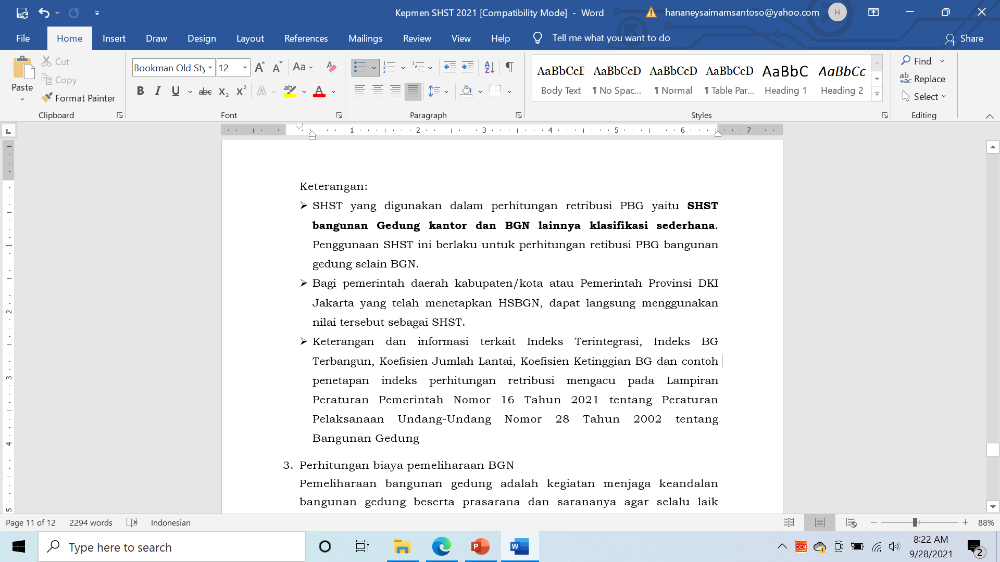 Kepmen SHST 2021 [Compatibility Mode] - Word
hananeysaimamsantoso@yahoo.com
H
File Home Insert Draw Design Layout References Mailings Review View Help Tell me what you want to do
Share
Paste
Cut
Copy
Format Painter
Clipboard
Bookman Old Sty 12
Font
Paragraph
AaBbCcD AaBbCcD AaBbCcD AaBbCcD AaBbC AaBbCc
Body Text ¶ No Spac... ¶ Normal ¶ Table Par... Heading 1 Heading 2
Styles
Find
Replace
Select
Editing
1 2 3 4 5 6 7
Keterangan:
SHST yang digunakan dalam perhitungan retribusi PBG yaitu SHST
bangunan Gedung kantor dan BGN lainnya klasifikasi sederhana.
Penggunaan SHST ini berlaku untuk perhitungan retibusi PBG bangunan
gedung selain BGN.
Bagi pemerintah daerah kabupaten/kota atau Pemerintah Provinsi DKI
Jakarta yang telah menetapkan HSBGN, dapat langsung menggunakan
nilai tersebut sebagai SHST.
Keterangan dan informasi terkait Indeks Terintegrasi, Indeks BG
Terbangun, Koefisien Jumlah Lantai, Koefisien Ketinggian BG dan contoh
penetapan indeks perhitungan retribusi mengacu pada Lampiran
Peraturan Pemerintah Nomor 16 Tahun 2021 tentang Peraturan
Pelaksanaan Undang-Undang Nomor 28 Tahun 2002 tentang
Bangunan Gedung
3. Perhitungan biaya pemeliharaan BGN
Pemeliharaan bangunan gedung adalah kegiatan menjaga keandalan
bangunan gedung beserta prasarana dan sarananya agar selalu laik
1
2
3
4
5
Page 11 of 12 2294 words Indonesian
88%
Type here to search
8:22 AM
9/28/2021
2